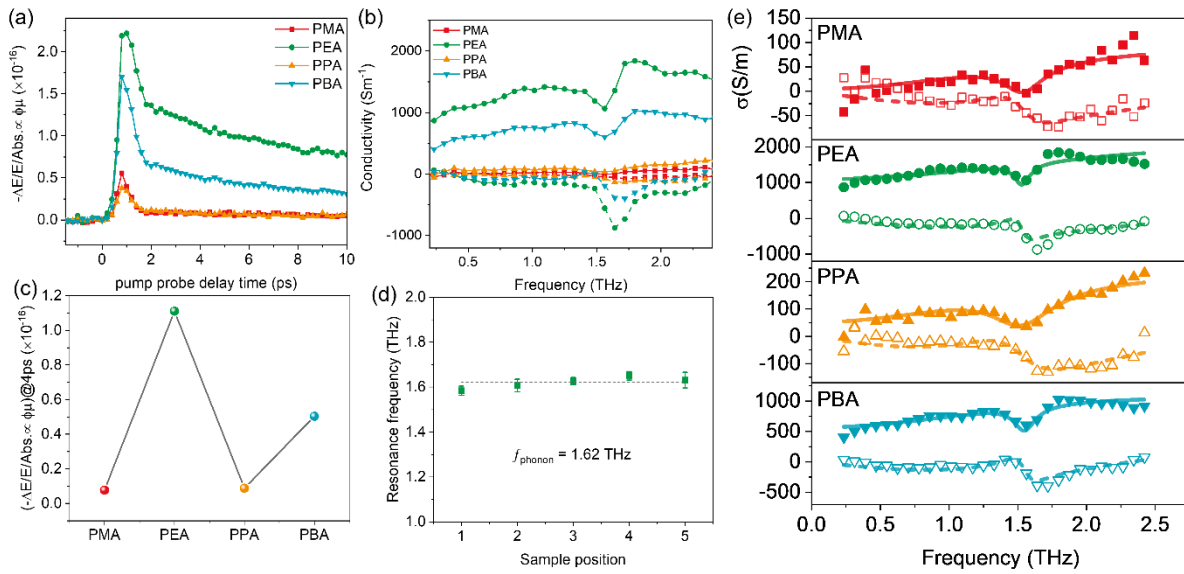 (a)
-ΛE/E/Abs.∝ ϕμ (×10⁻¹⁶)
2.0
1.5
1.0
0.5
0.0
PMA
PEA
PPA
PBA
0 2 4 6 8 10
pump probe delay time (ps)
(b)
Conductivity (Sm⁻¹)
2000
1000
0
-1000
PMA
PEA
PPA
PBA
0.5 1.0 1.5 2.0
Frequency (THz)
(c)
(-ΛE/E/Abs.∝ ϕμ)@4ps (×10⁻¹⁶)
1.2
1.0
0.8
0.6
0.4
0.2
0.0
PMA PEA PPA PBA
(d)
Resonance frequency (THz)
2.0
1.8
1.6
1.4
1.2
1.0
fphonon = 1.62 THz
1 2 3 4 5
Sample position
(e)
σ(S/m)
PMA
100
50
0
-50
PEA
2000
1000
0
-1000
PPA
200
100
0
-100
PBA
1000
500
0
-500
0.0 0.5 1.0 1.5 2.0 2.5
Frequency (THz)